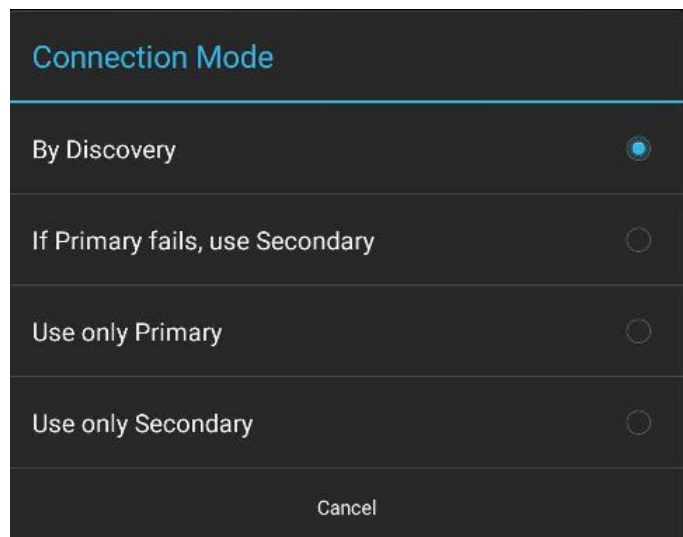 Connection Mode
By Discovery
If Primary fails, use Secondary
Use only Primary
Use only Secondary
Cancel